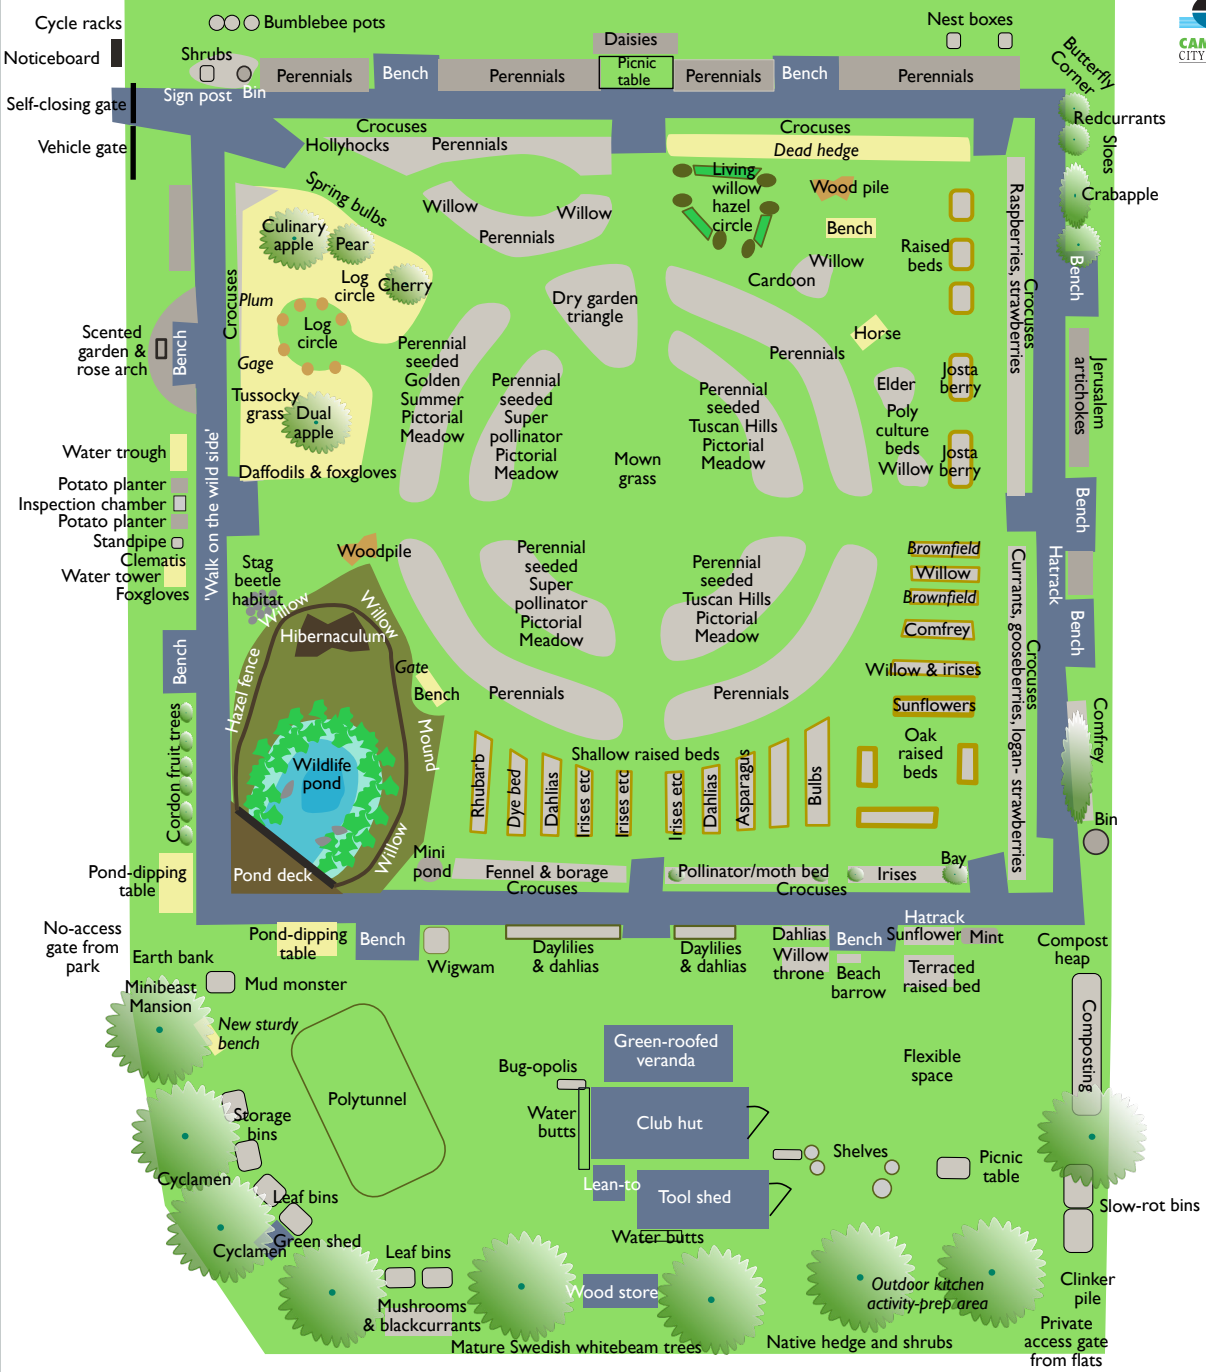 Cycle racks
Bumblebee pots
Nest boxes
CAM
CITY
Noticeboard
Shrubs
Daisies
Butterfly
Corner
Perennials
Bench
Perennials
Picnic
table
Perennials
Bench
Perennials
Sign post
Bin
Self-closing gate
Redcurrants
Crocuses
Crocuses
Vehicle gate
Hollyhocks
Perennials
Dead hedge
Sloes
Spring bulbs
Living
willow
hazel
circle
Wood pile
Crabapple
Raspberries, strawberries
Culinary
apple
Pear
Willow
Willow
Perennials
Bench
Raised
beds
Willow
Cardoon
Bench
Log
circle
Cherry
Crocuses
Plum
Dry garden
triangle
Crocuses
Log
circle
Horse
Scented
garden &
rose arch
Bench
Perennial
seeded
Golden
Summer
Pictorial
Meadow
Perennials
Gage
Perennial
seeded
Super
pollinator
Pictorial
Meadow
Perennial
seeded
Tuscan Hills
Pictorial
Meadow
Elder
Josta
berry
Jerusalem
artichokes
Tussocky
grass
Dual
apple
Poly
culture
beds
Willow
Josta
berry
Water trough
'Walk on the wild side'
Mown
grass
Daffodils & foxgloves
Potato planter
Inspection chamber
Potato planter
Bench
Standpipe
Clematis
Water tower
Foxgloves
Stag
beetle
habitat
Woodpile
Perennial
seeded
Super
pollinator
Pictorial
Meadow
Perennial
seeded
Tuscan Hills
Pictorial
Meadow
Brownfield
Willow
Brownfield
Comfrey
Willow & irises
Sunflowers
Currants, gooseberries, logan- strawberries
Crocuses
Hatrack
Bench
Willow
Willow
Hibernaculum
Bench
Hazel fence
Gate
Bench
Perennials
Perennials
Mound
Comfrey
Cordon fruit trees
Wildlife
pond
Shallow raised beds
Oak
raised
beds
Rhubarb
Dye bed
Dahlias
Irises etc
Irises etc
Irises etc
Dahlias
Asparagus
Bulbs
Bin
Willow
Mini
pond
Pond deck
Fennel & borage
Crocuses
Pollinator/moth bed
Crocuses
Irises
Bay
Pond-dipping
table
No-access
gate from
park
Pond-dipping
table
Bench
Wigwam
Daylilies
& dahlias
Daylilies
& dahlias
Dahlias
Bench
Hatrack
Sunflower
Mint
Willow
throne
Beach
barrow
Terraced
raised bed
Compost
heap
Earth bank
Minibeast
Mansion
Mud monster
New sturdy
bench
Composting
Green-roofed
veranda
Flexible
space
Bug-opolis
Polytunnel
Water
butts
Club hut
Storage
bins
Shelves
Picnic
table
Cyclamen
Lean-to
Tool shed
Leaf bins
Slow-rot bins
Green shed
Cyclamen
Water butts
Leaf bins
Wood store
Outdoor kitchen
activity-prep area
Clinker
pile
Mushrooms
& blackcurrants
Mature Swedish whitebeam trees
Native hedge and shrubs
Private
access gate
from flats